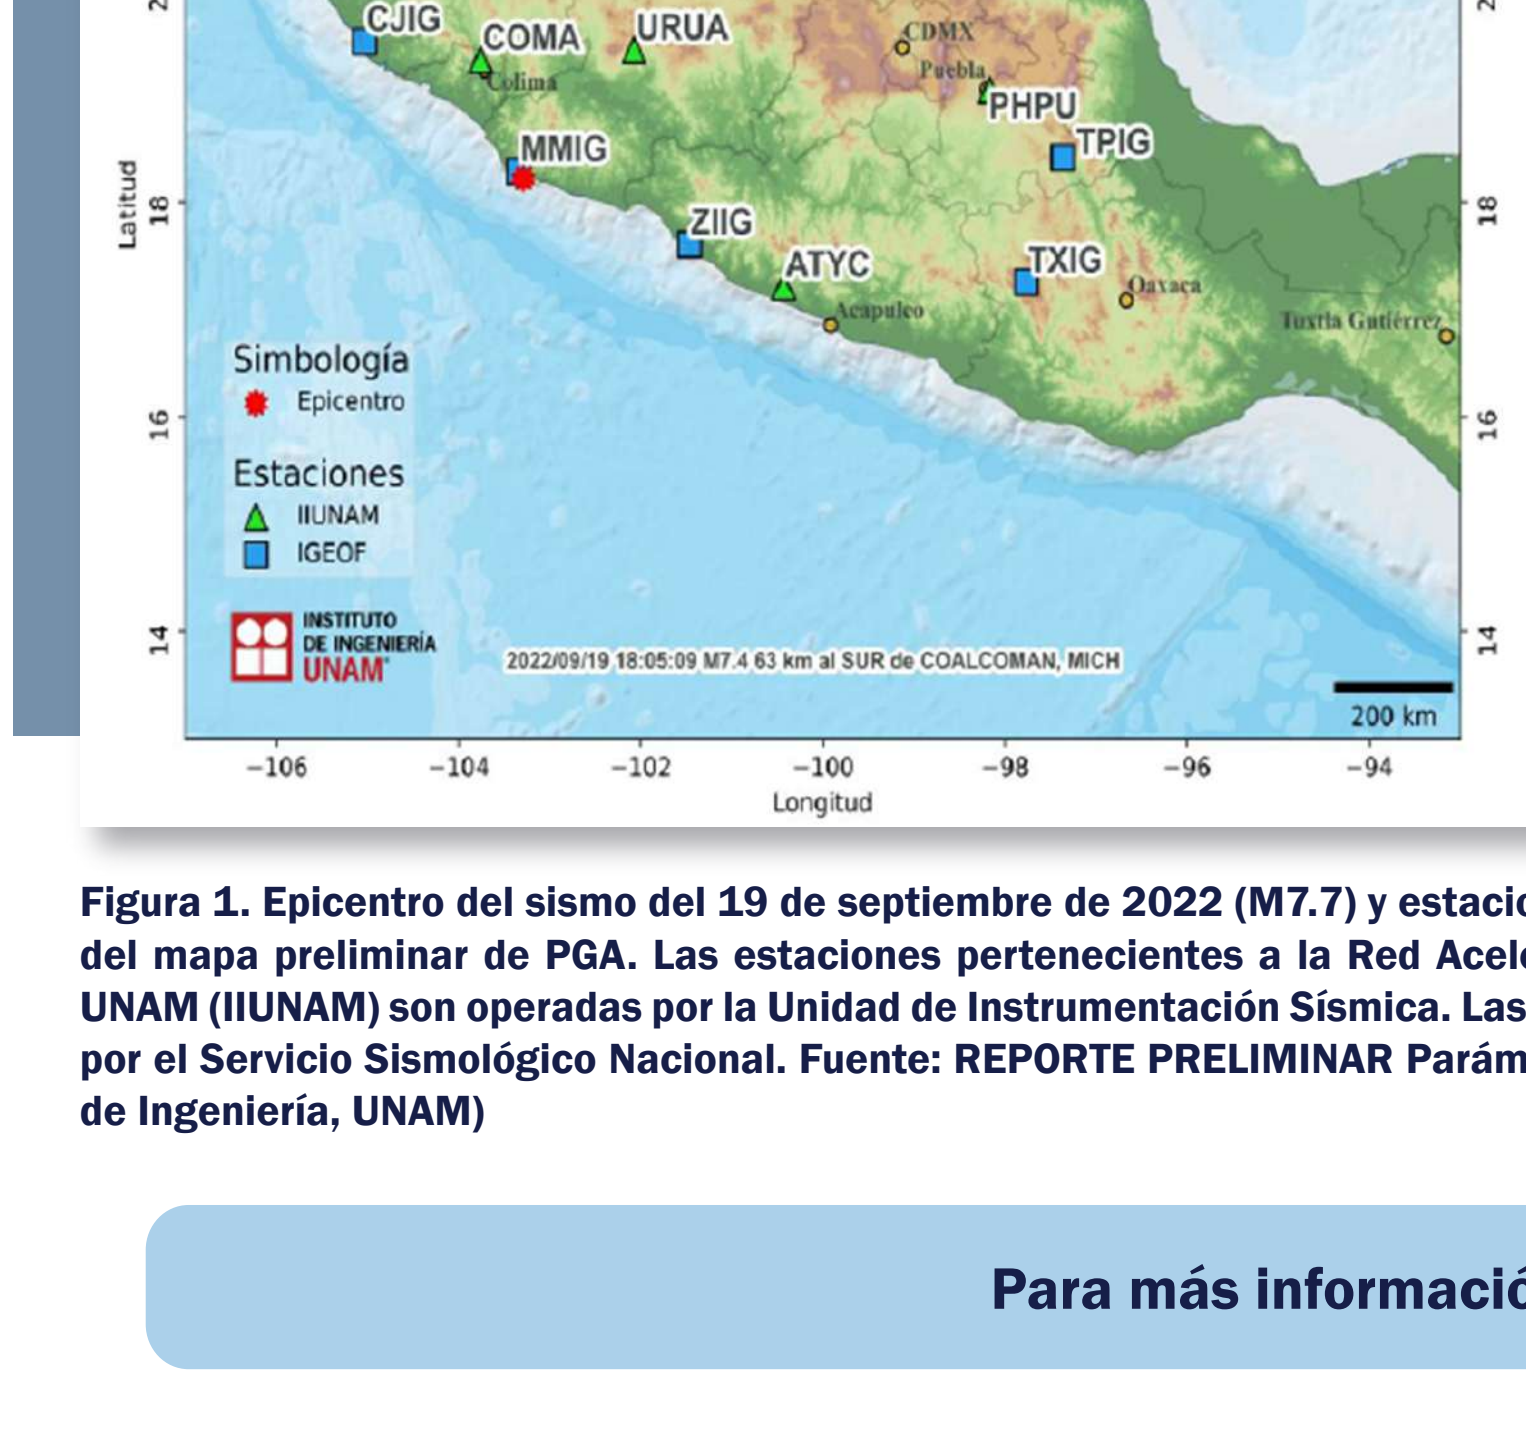 CJIG
COMA
URUA
CDMX
Colima
Puebla
PHPU
MMIG
TPIG
Latitud
18
18
ZIIG
ATYC
TXIG
Oaxaca
Acapulco
Tuxtla Gutiérrez
Simbología
Epicentro
16
16
Estaciones
IIUNAM
IGEOF
INSTITUTO
DE INGENIERÍA
UNAM
14
14
2022/09/19 18:05:09 M7.4 63 km al SUR de COALCOMAN, MICH
200 km
−106
−104
−102
−100
−98
−96
−94
Longitud
Figura 1. Epicentro del sismo del 19 de septiembre de 2022 (M7.7) y estacio
del mapa preliminar de PGA. Las estaciones pertenecientes a la Red Acele
UNAM (IIUNAM) son operadas por la Unidad de Instrumentación Sísmica. Las
por el Servicio Sismológico Nacional. Fuente: REPORTE PRELIMINAR Parám
de Ingeniería, UNAM)
Para más informació